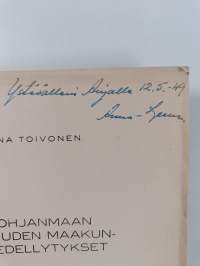 Ystävälleni Anjalle 12.5.-49
Anna-Leena
NA TOIVONEN
OHJANMAAN
UDEN MAAKUN-
EDELLYTYKSET